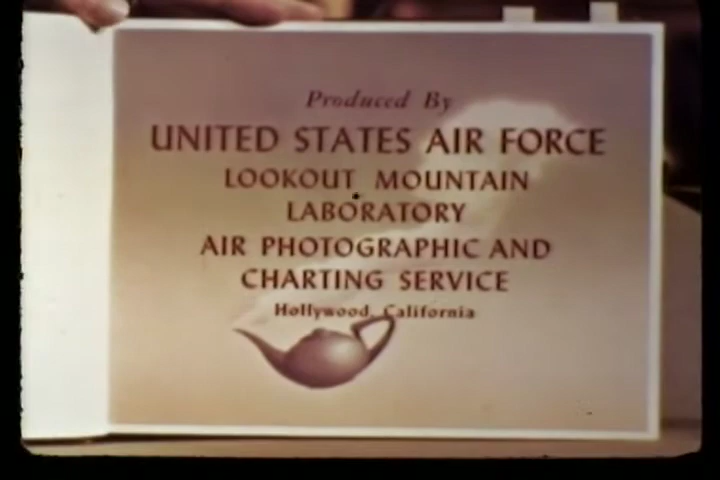 Produced By
UNITED STATES AIR FORCE
LOOKOUT MOUNTAIN
LABORATORY
AIR PHOTOGRAPHIC AND
CHARTING SERVICE
Hollywood, California